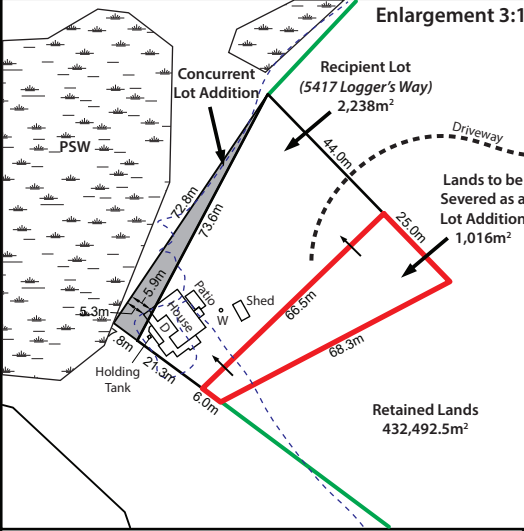 Enlargement 3:1
Concurrent
Lot Addition
Recipient Lot
(5417 Logger's Way)
2,238m²
Driveway
PSW
44.0m
Lands to be
Severed as a
Lot Addition
1,016m²
25.0m
72.8m
73.6m
5.9m
5.3m
Patio
House
D
W
Shed
66.5m
68.3m
7.8m
21.3m
Holding
Tank
6.0m
Retained Lands
432,492.5m²